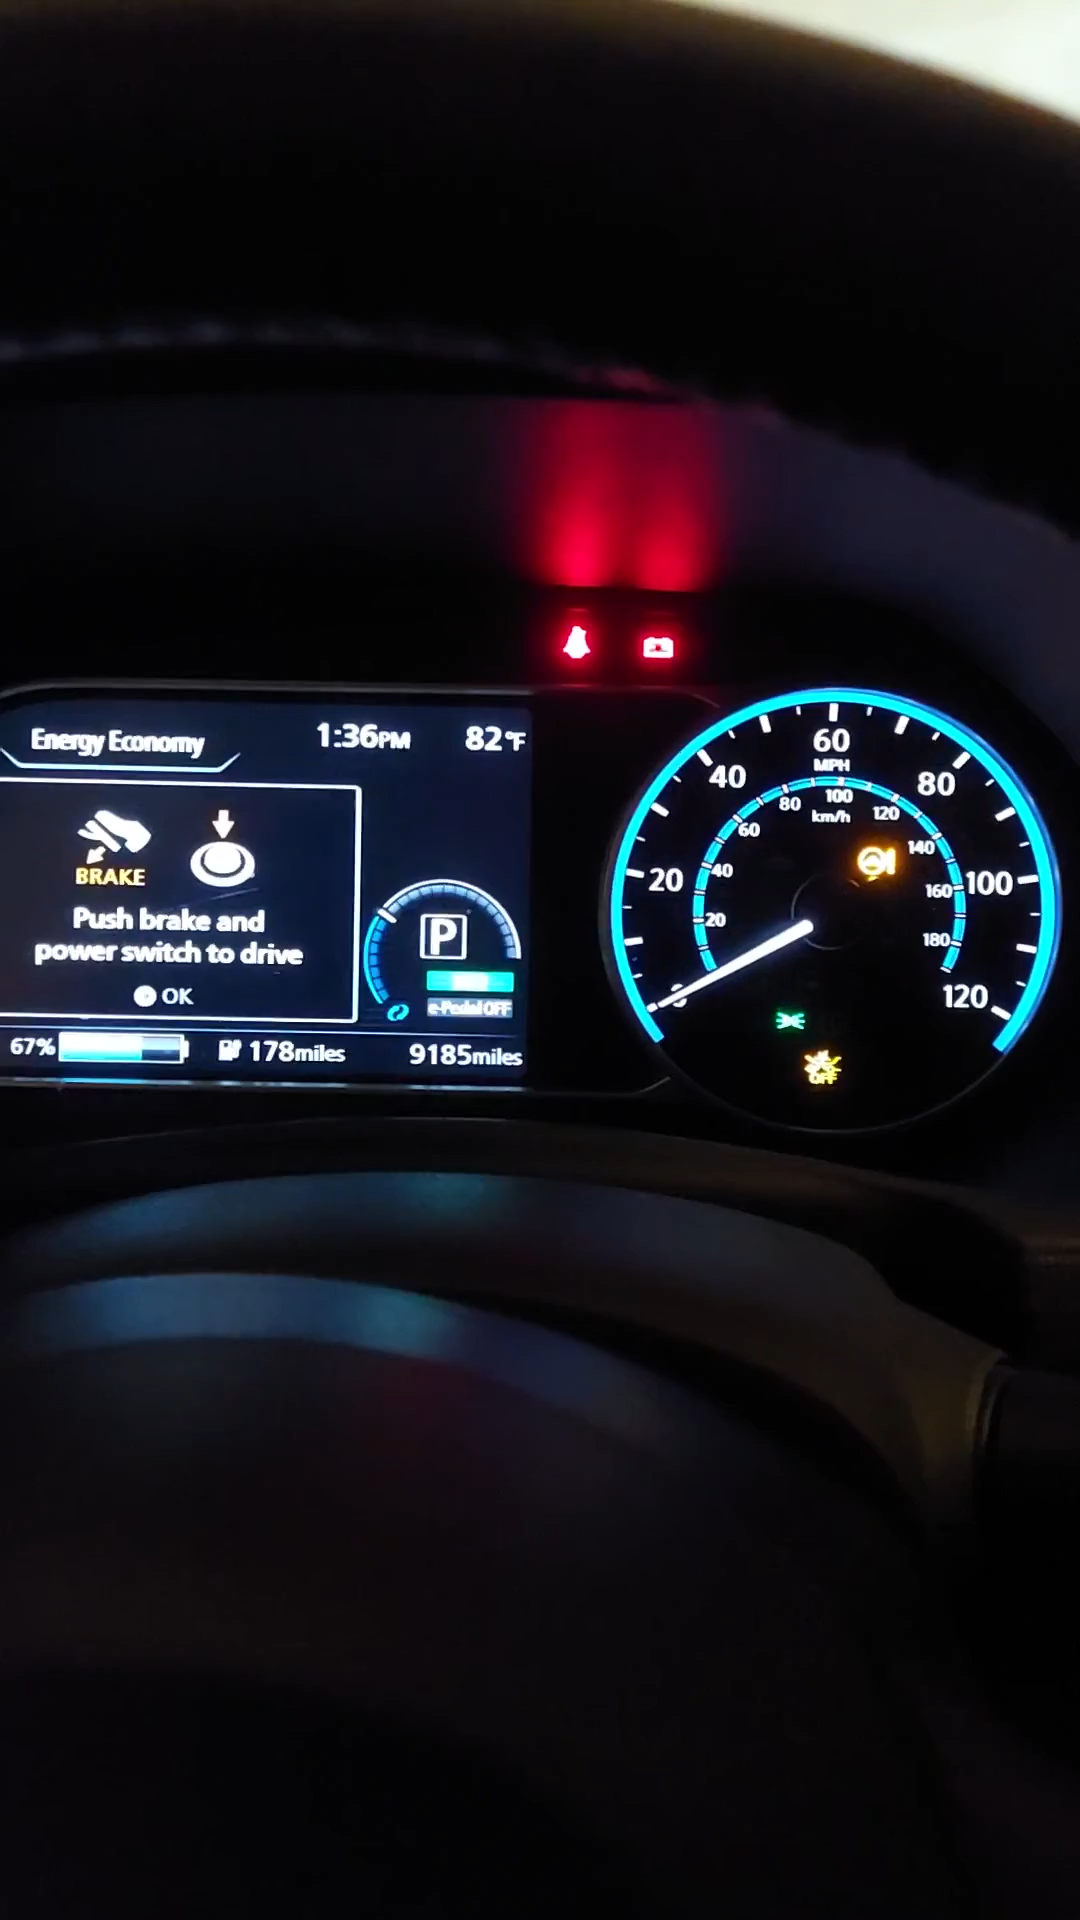 Energy Economy
1:36PM
82°F
BRAKE
Push brake and
power switch to drive
OK
P
e-Pedal OFF
67%
178miles
9185miles
0
20
40
60
80
100
120
MPH
20
40
60
80
100
120
140
160
180
km/h
OFF